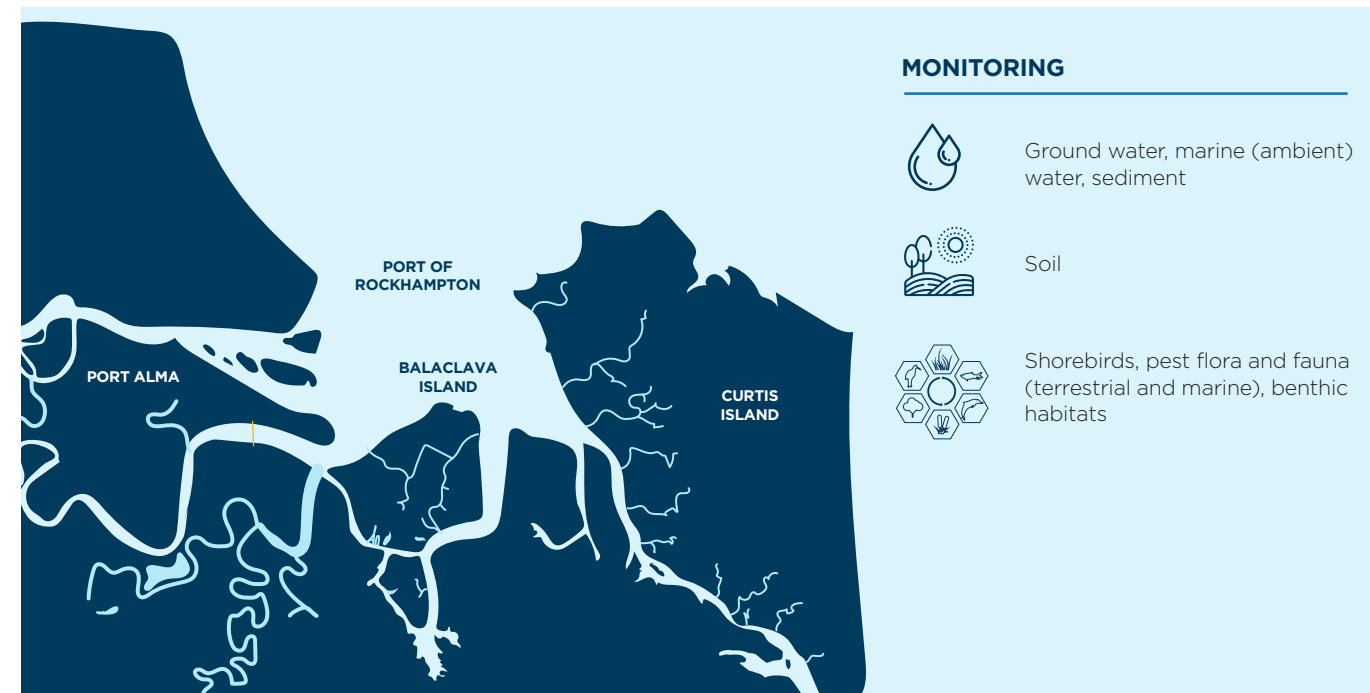 MONITORING
Ground water, marine (ambient)
water, sediment
Soil
Shorebirds, pest flora and fauna
(terrestrial and marine), benthic
habitats
PORT OF
ROCKHAMPTON
BALACLAVA
ISLAND
PORT ALMA
CURTIS
ISLAND